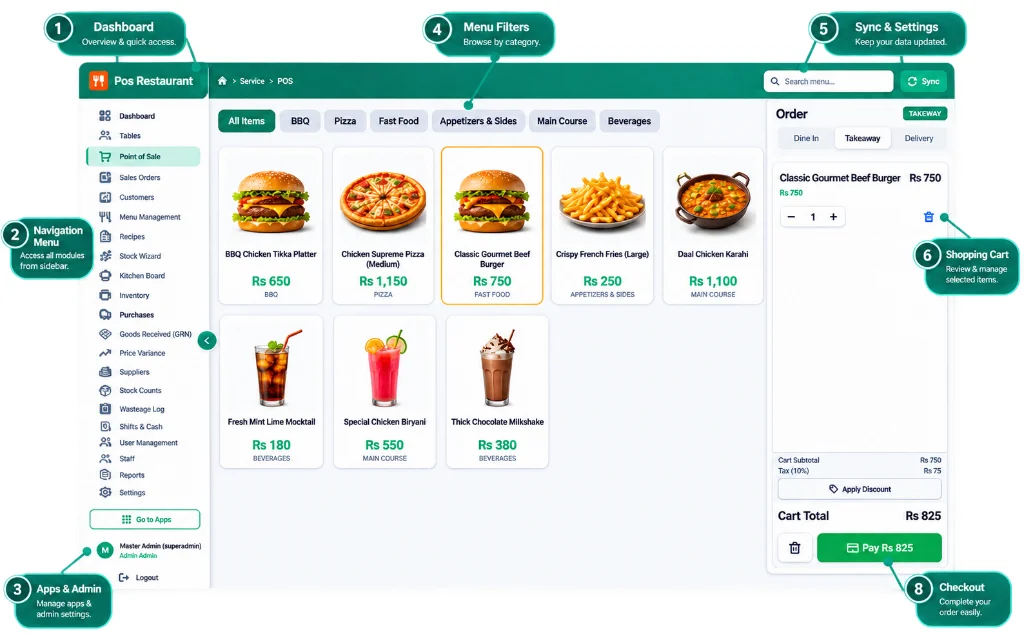 1
Dashboard
Overview & quick access.
4
Menu Filters
Browse by category.
5
Sync & Settings
Keep your data updated.
Pos Restaurant
> Service > POS
Search menu...
Sync
Dashboard
Tables
Point of Sale
Sales Orders
Customers
Menu Management
Recipes
Stock Wizard
Kitchen Board
Inventory
Purchases
Goods Received (GRN)
Price Variance
Suppliers
Stock Counts
Wasteage Log
Shifts & Cash
User Management
Staff
Reports
Settings
Go to Apps
M
Master Admin (superadmin)
Admin Admin
Logout
2
Navigation
Menu
Access all modules
from sidebar.
3
Apps & Admin
Manage apps &
admin settings.
All Items
BBQ
Pizza
Fast Food
Appetizers & Sides
Main Course
Beverages
BBQ Chicken Tikka Platter
Rs 650
BBQ
Chicken Supreme Pizza
(Medium)
Rs 1,150
PIZZA
Classic Gourmet Beef
Burger
Rs 750
FAST FOOD
Crispy French Fries (Large)
Rs 250
APPETIZERS & SIDES
Daal Chicken Karahi
Rs 1,100
MAIN COURSE
Fresh Mint Lime Mocktail
Rs 180
BEVERAGES
Special Chicken Biryani
Rs 550
MAIN COURSE
Thick Chocolate Milkshake
Rs 380
BEVERAGES
Order
TAKEWAY
Dine In
Takeaway
Delivery
Classic Gourmet Beef Burger Rs 750
Rs 750
− 1 +
6
Shopping Cart
Review & manage
selected items.
Cart Subtotal Rs 750
Tax (10%) Rs 75
Apply Discount
Cart Total Rs 825
Pay Rs 825
8
Checkout
Complete your
order easily.